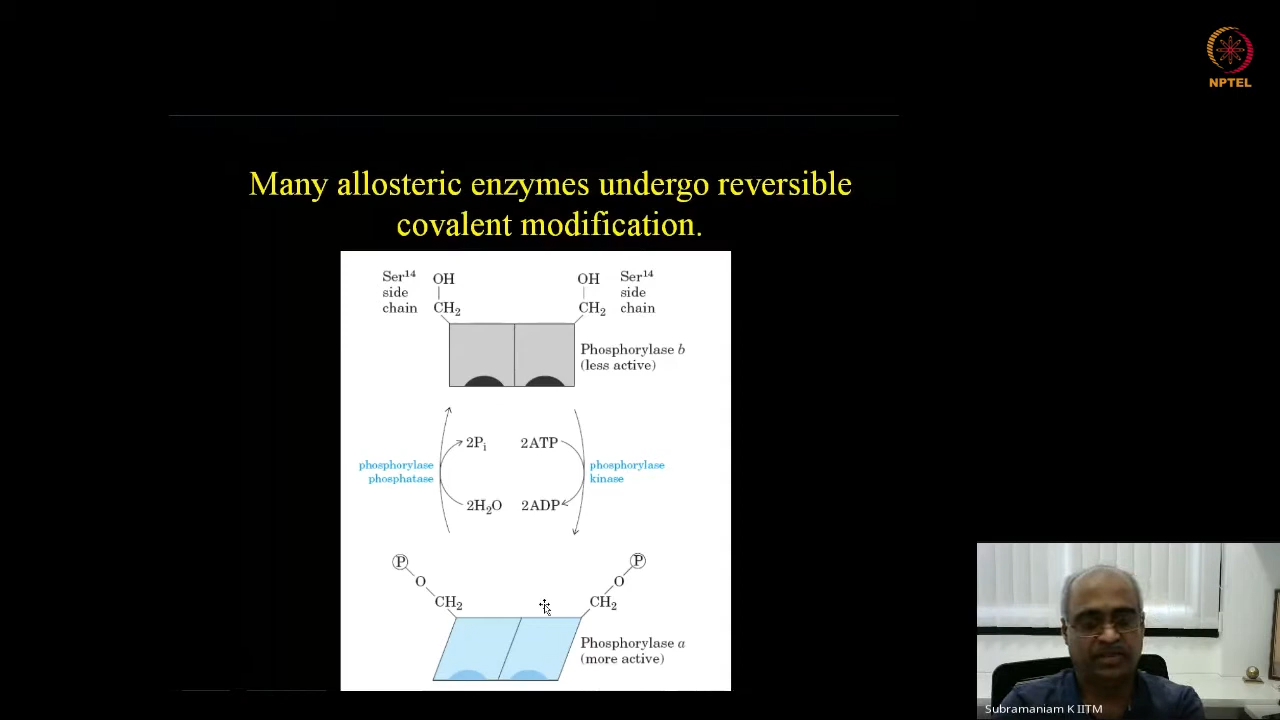 NPTEL
Many allosteric enzymes undergo reversible
covalent modification.
Ser¹⁴ OH OH Ser¹⁴
side side
chain CH₂ CH₂ chain
Phosphorylase b
(less active)
2Pᵢ 2ATP
phosphorylase phosphorylase
phosphatase kinase
2H₂O 2ADP
P P
O O
CH₂ CH₂
Phosphorylase a
(more active)
Subramaniam K IITM